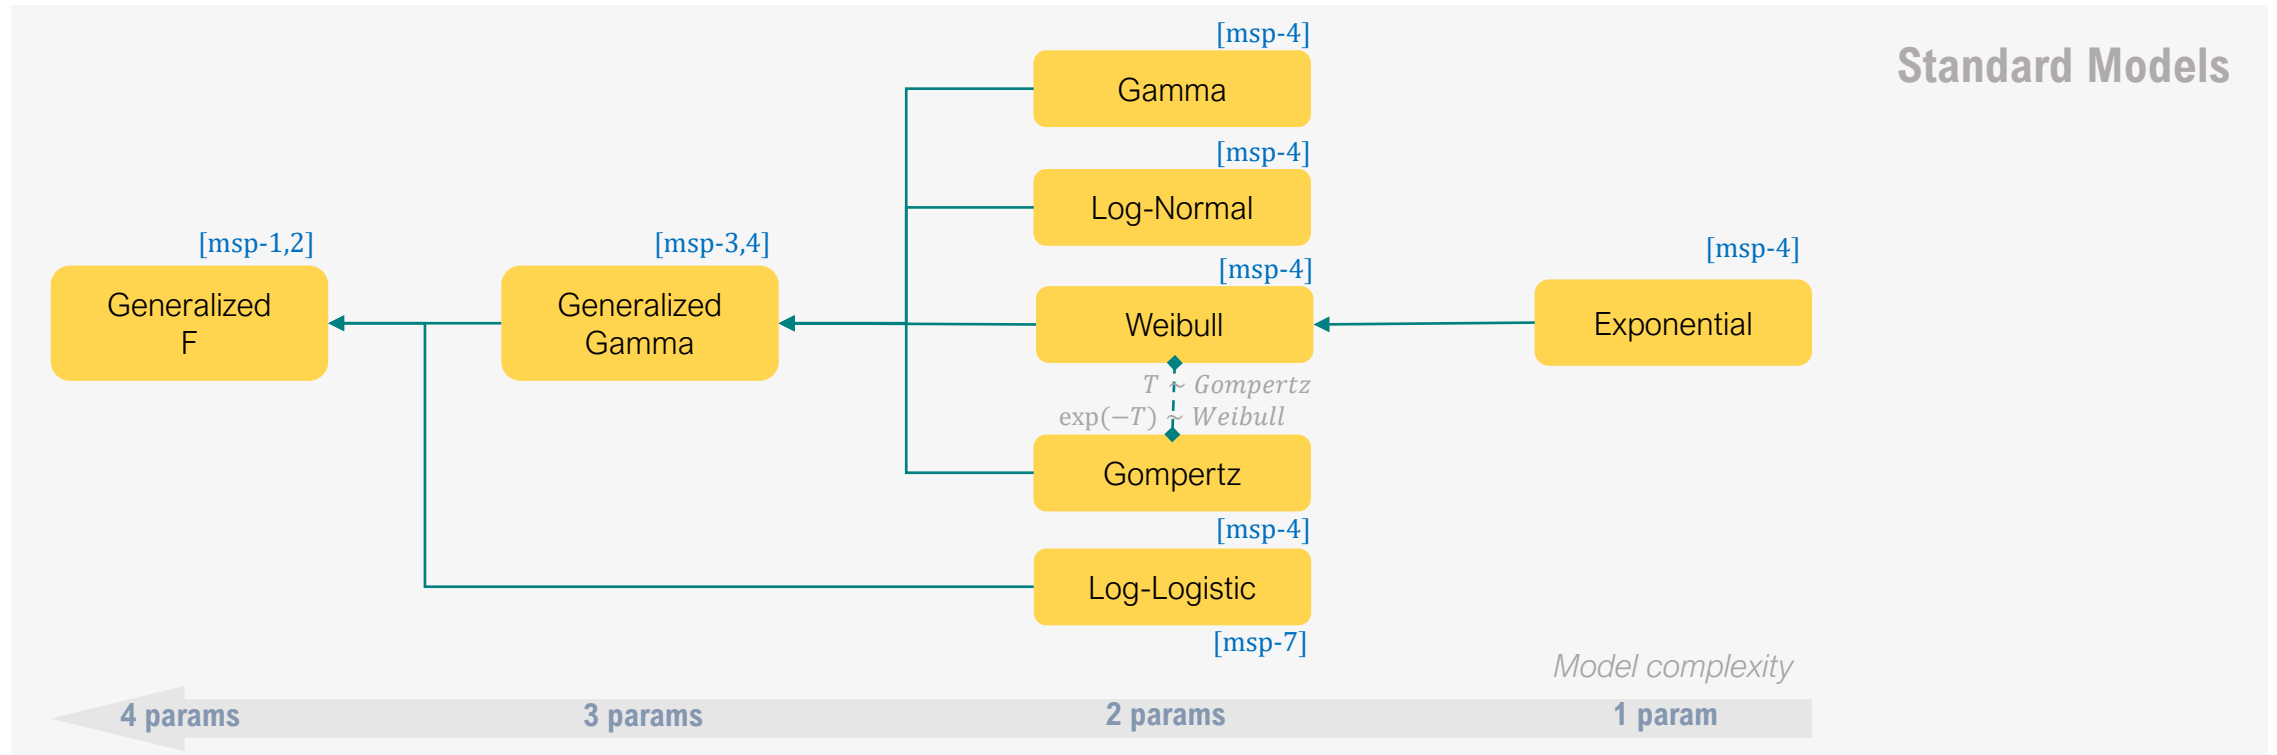 Standard Models
[msp-4]
Gamma
[msp-4]
Log-Normal
[msp-1,2]
Generalized
F
[msp-3,4]
Generalized
Gamma
[msp-4]
Weibull
[msp-4]
Exponential
T ~ Gompertz
exp(−T) ~ Weibull
Gompertz
[msp-4]
Log-Logistic
[msp-7]
Model complexity
4 params
3 params
2 params
1 param